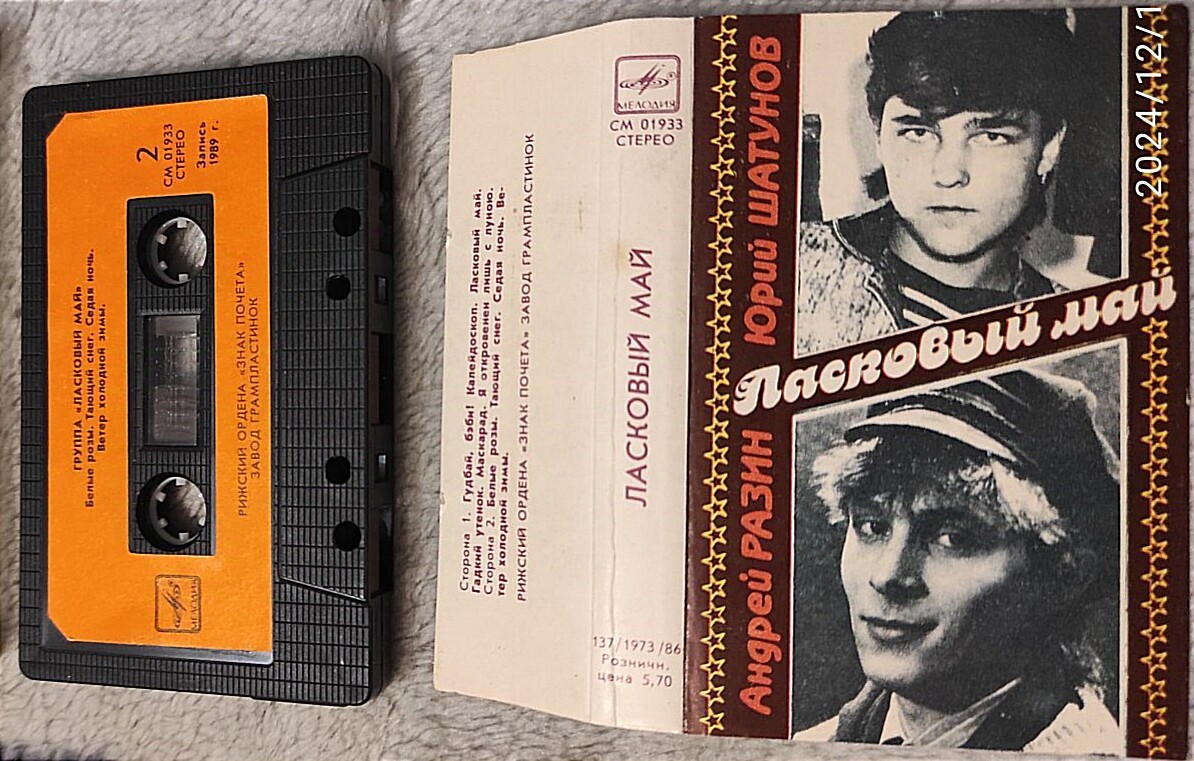 ГРУППА «ЛАСКОВЫЙ МАЙ»
Белые розы. Тающий снег. Седая ночь.
Ветер холодной зимы.
2
СМ 01933
СТЕРЕО
Запись
1989 г.
МЕЛОДИЯ
РИЖСКИЙ ОРДЕНА «ЗНАК ПОЧЕТА»
ЗАВОД ГРАМПЛАСТИНОК
Сторона 1. Гудбай, бэби! Калейдоскоп. Ласковый май.
Гадкий утенок. Маскарад. Я откровенен лишь с луною.
Сторона 2. Белые розы. Тающий снег. Седая ночь. Ве-
тер холодной зимы.
РИЖСКИЙ ОРДЕНА «ЗНАК ПОЧЕТА» ЗАВОД ГРАМПЛАСТИНОК
МЕЛОДИЯ
СМ 01933
СТЕРЕО
ЛАСКОВЫЙ МАЙ
137/1973/86
Розничн.
цена 5,70
Андрей РАЗИН Юрий ШАТУНОВ
Ласковый май
2024/12/1